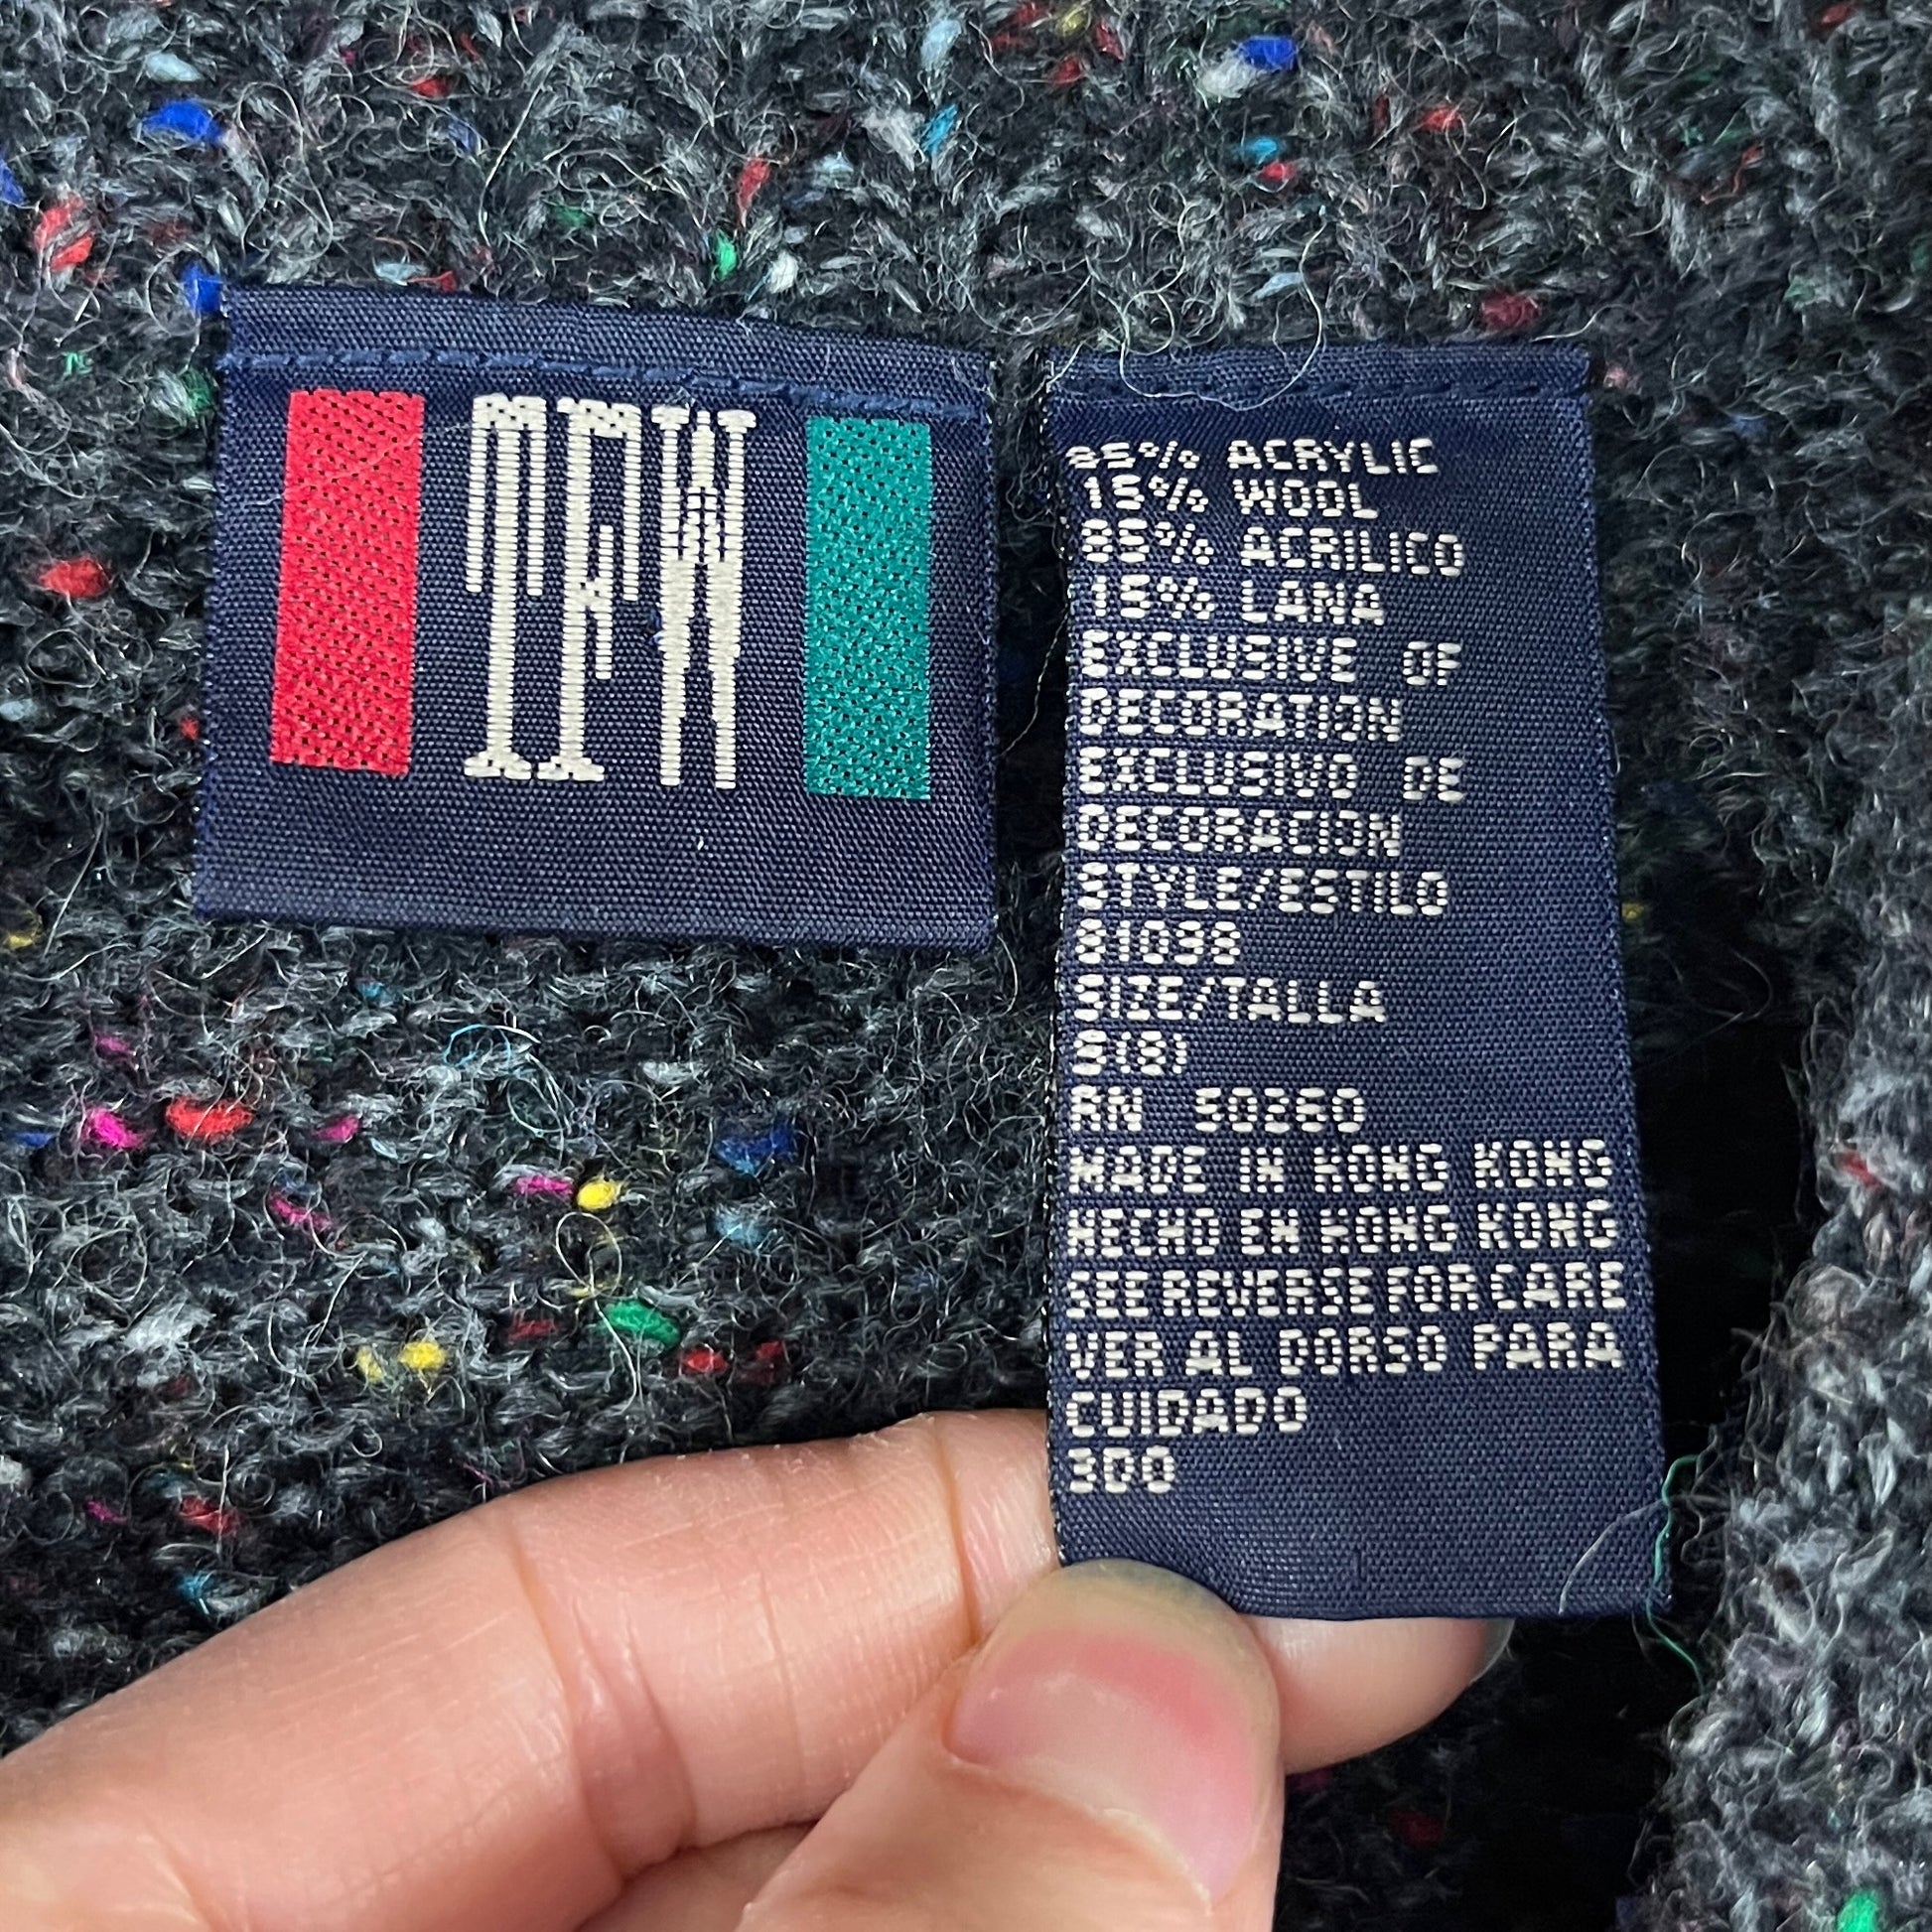 TFW
85% ACRYLIC
15% WOOL
85% ACRILICO
15% LANA
EXCLUSIVE OF
DECORATION
EXCLUSIVO DE
DECORACION
STYLE/ESTILO
81038
SIZE/TALLA
S(8)
RN 50360
MADE IN HONG KONG
HECHO EN HONG KONG
SEE REVERSE FOR CARE
VER AL DORSO PARA
CUIDADO
3DO